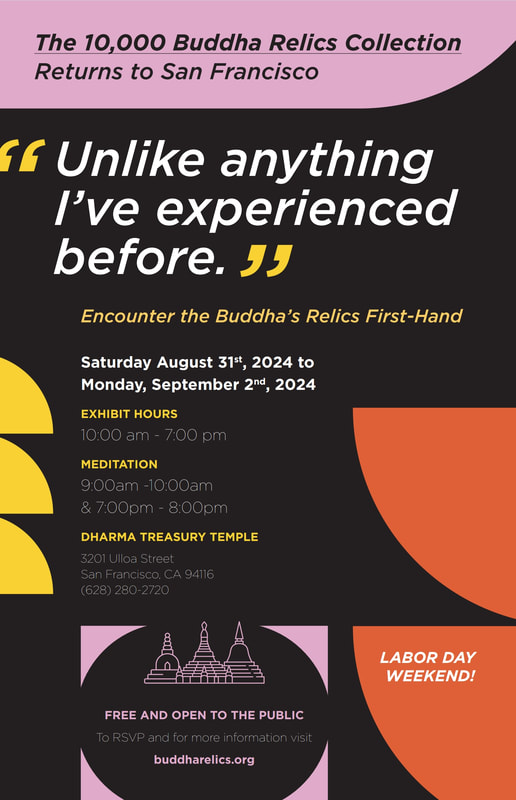 The 10,000 Buddha Relics Collection
Returns to San Francisco
“Unlike anything
I’ve experienced
before.”
Encounter the Buddha’s Relics First-Hand
Saturday August 31st, 2024 to
Monday, September 2nd, 2024
EXHIBIT HOURS
10:00 am - 7:00 pm
MEDITATION
9:00am -10:00am
& 7:00pm - 8:00pm
DHARMA TREASURY TEMPLE
3201 Ulloa Street
San Francisco, CA 94116
(628) 280-2720
LABOR DAY
WEEKEND!
FREE AND OPEN TO THE PUBLIC
To RSVP and for more information visit
buddharelics.org